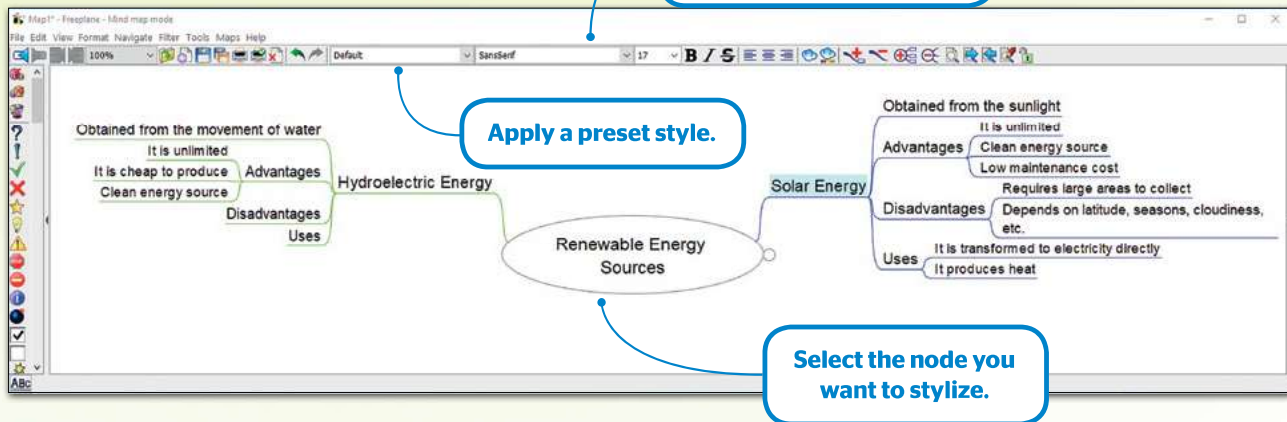 Map1* - Freeplane - Mind map mode
File Edit View Format Navigate Filter Tools Maps Help
100% Default SansSerif 17 B I S
Apply a preset style.
Obtained from the movement of water
It is unlimited
It is cheap to produce
Clean energy source
Advantages
Disadvantages
Uses
Hydroelectric Energy
Renewable Energy
Sources
Solar Energy
Obtained from the sunlight
Advantages
It is unlimited
Clean energy source
Low maintenance cost
Disadvantages
Requires large areas to collect
Depends on latitude, seasons, cloudiness,
etc.
Uses
It is transformed to electricity directly
It produces heat
Select the node you
want to stylize.
ABc